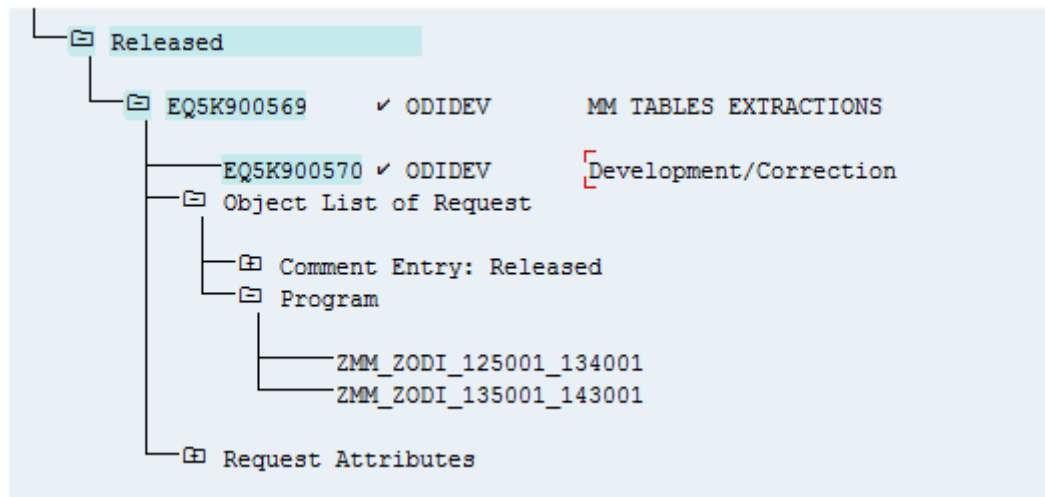 Released
EQ5K900569 ✔ ODIDEV MM TABLES EXTRACTIONS
EQ5K900570 ✔ ODIDEV Development/Correction
Object List of Request
Comment Entry: Released
Program
ZMM_ZODI_125001_134001
ZMM_ZODI_135001_143001
Request Attributes